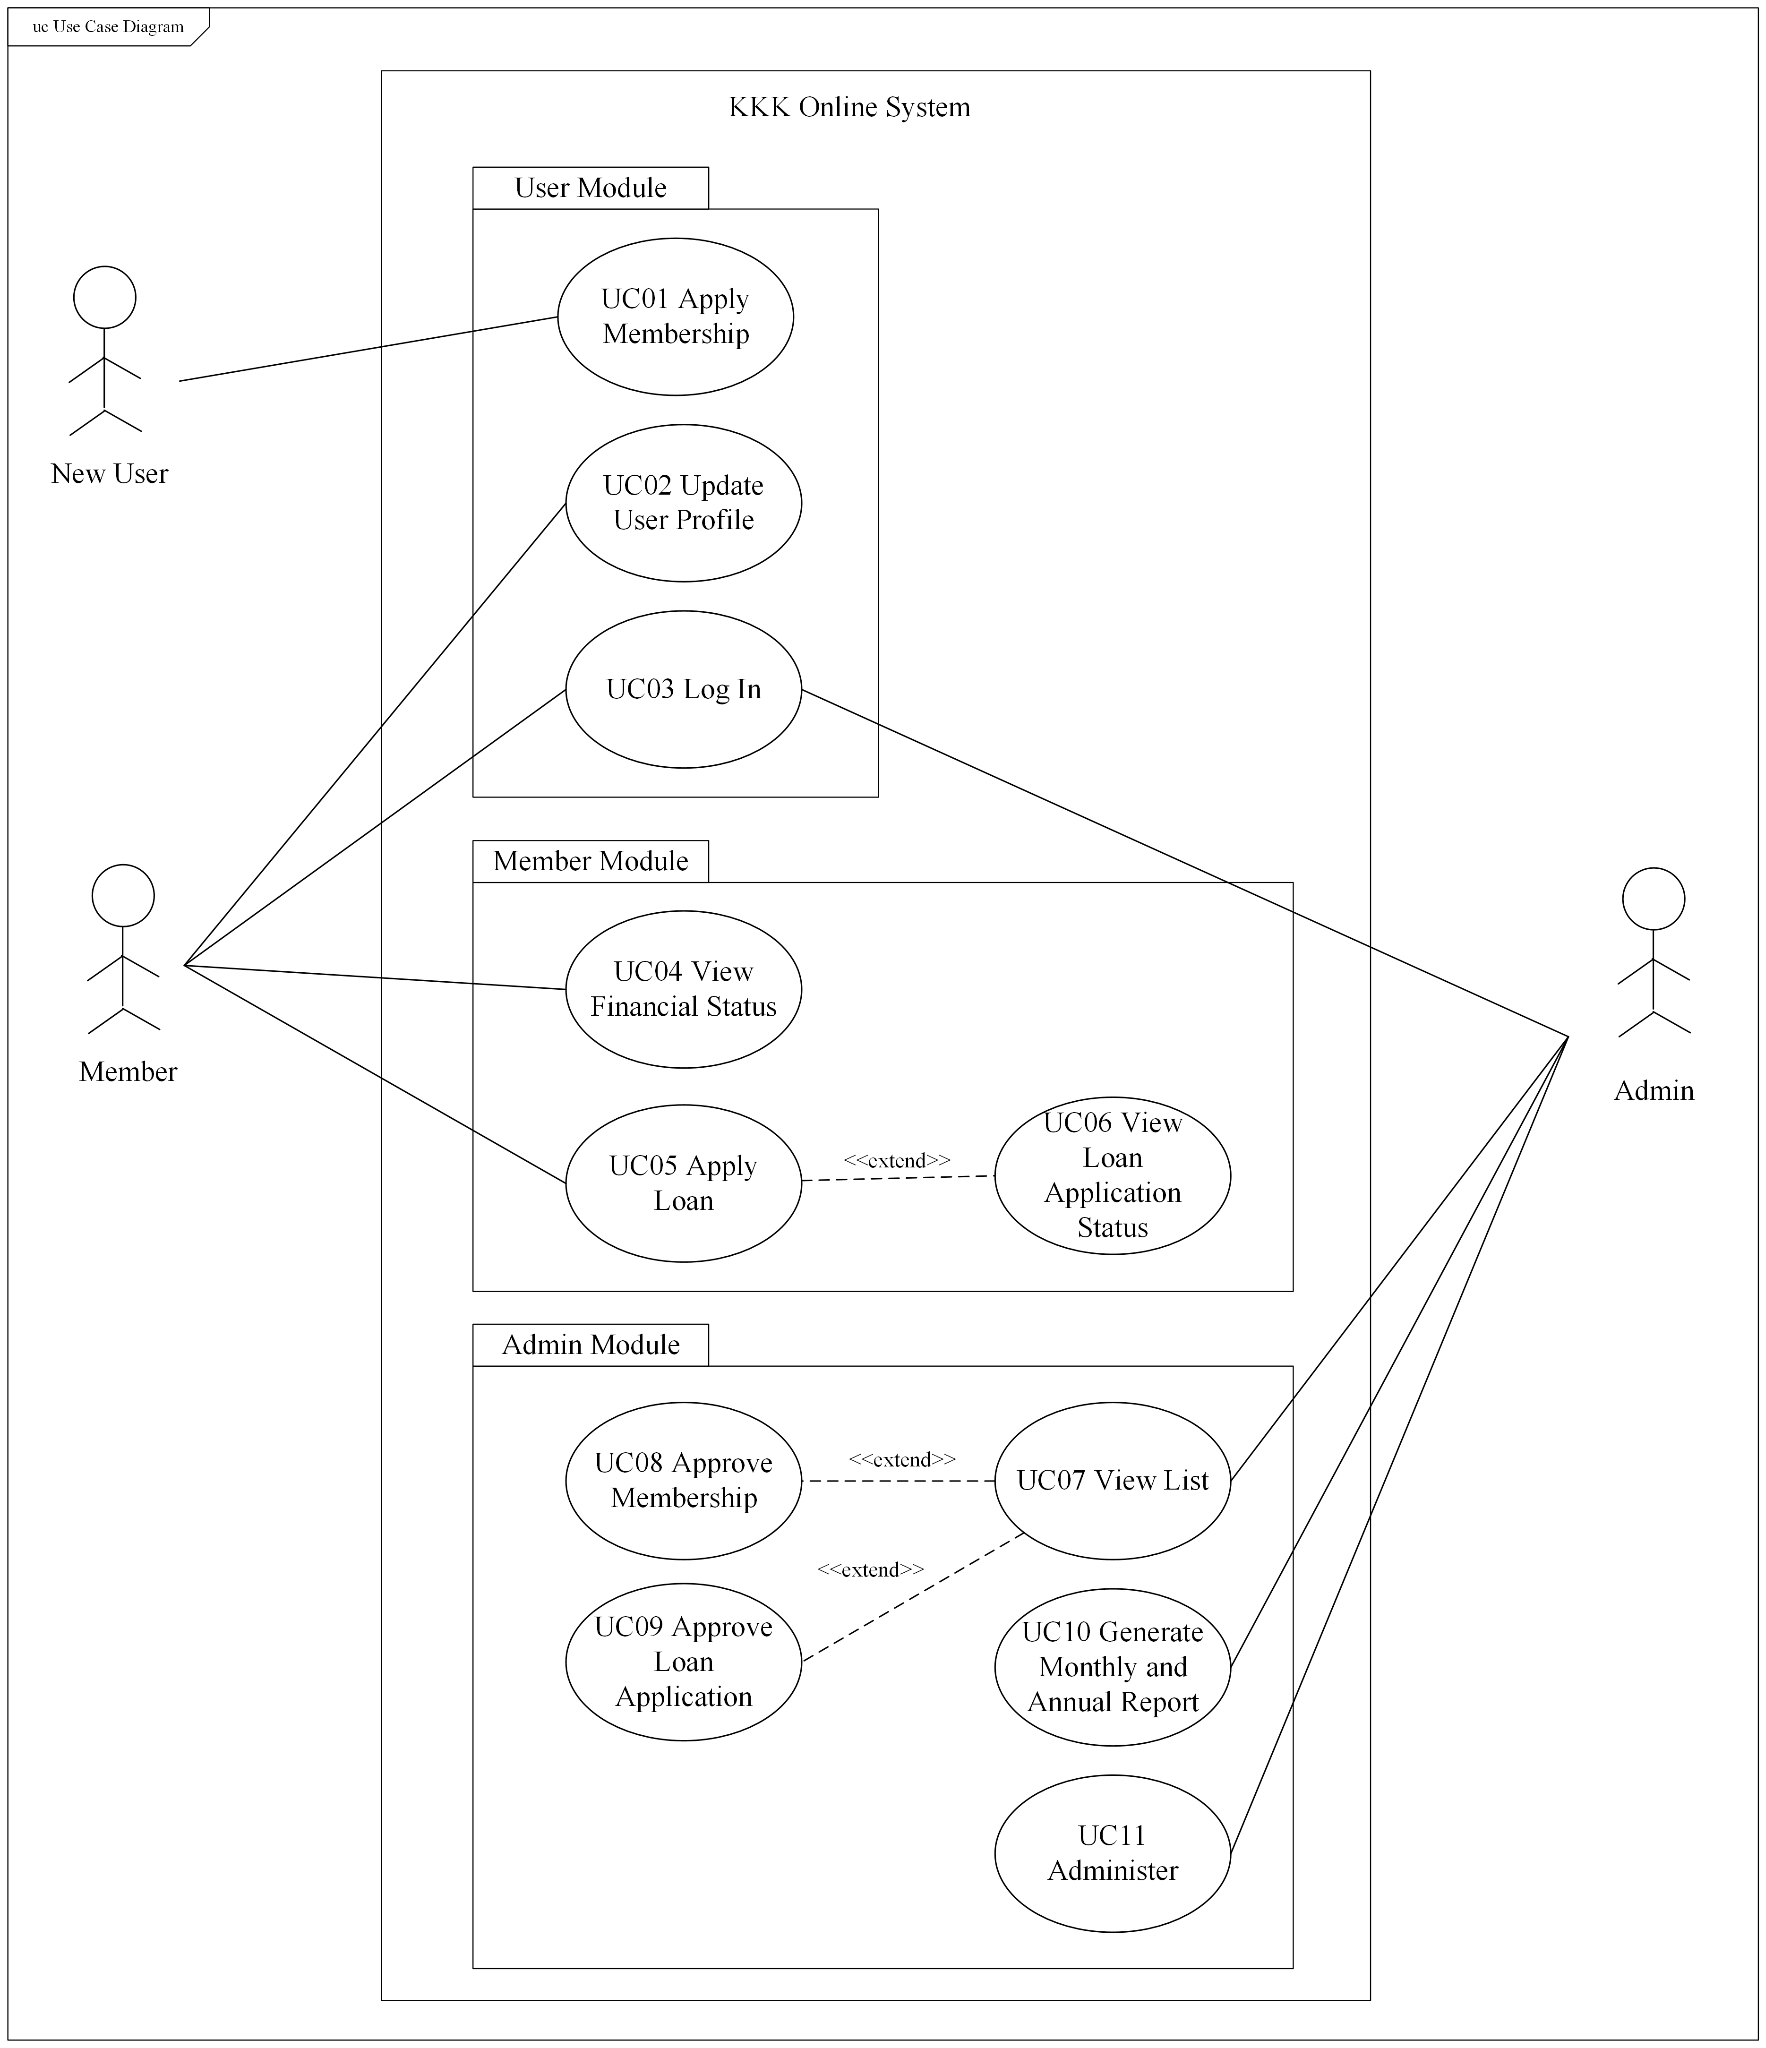 uc Use Case Diagram
KKK Online System
User Module
UC01 Apply
Membership
New User
UC02 Update
User Profile
UC03 Log In
Member Module
UC04 View
Financial Status
Member
Admin
UC05 Apply
Loan
<<extend>>
UC06 View
Loan
Application
Status
Admin Module
UC08 Approve
Membership
<<extend>>
UC07 View List
<<extend>>
UC09 Approve
Loan
Application
UC10 Generate
Monthly and
Annual Report
UC11
Administer